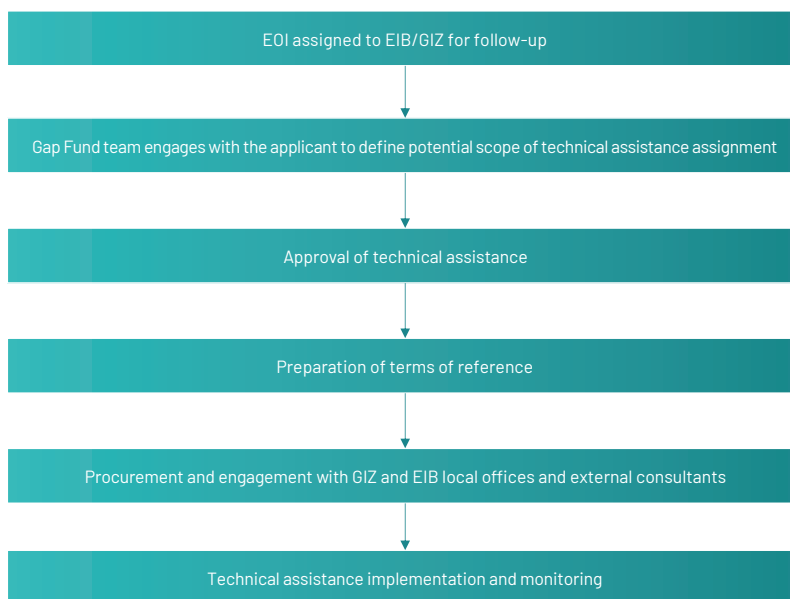 EOI assigned to EIB/GIZ for follow-up
Gap Fund team engages with the applicant to define potential scope of technical assistance assignment
Approval of technical assistance
Preparation of terms of reference
Procurement and engagement with GIZ and EIB local offices and external consultants
Technical assistance implementation and monitoring